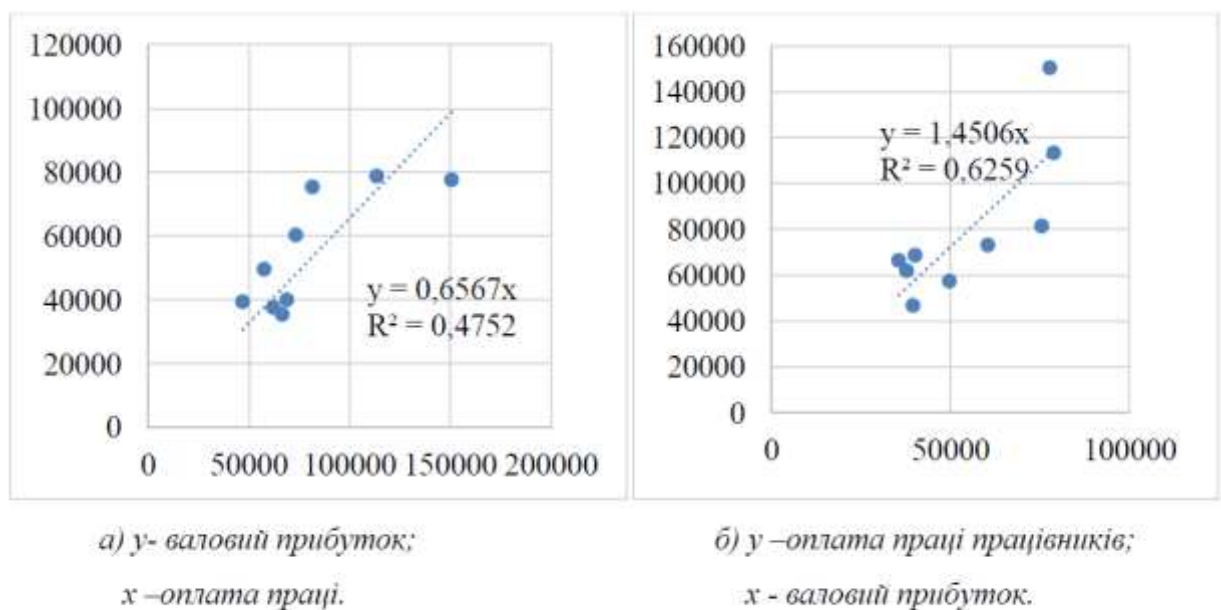 120000
100000
80000
60000
40000
20000
0
0 50000 100000 150000 200000
y = 0,6567x
R² = 0,4752
160000
140000
120000
100000
80000
60000
40000
20000
0
0 50000 100000
y = 1,4506x
R² = 0,6259
а) у- валовий прибуток;
х –оплата праці.
б) у –оплата праці працівників;
х - валовий прибуток.